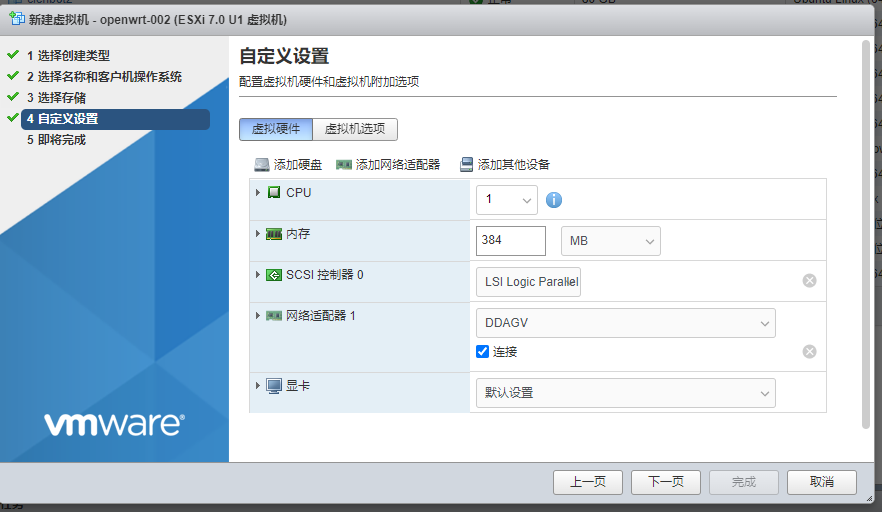 新建虚拟机 - openwrt-002 (ESXi 7.0 U1 虚拟机)
1 选择创建类型
2 选择名称和客户机操作系统
3 选择存储
4 自定义设置
5 即将完成
vmware®
自定义设置
配置虚拟机硬件和虚拟机附加选项
虚拟硬件 虚拟机选项
添加硬盘 添加网络适配器 添加其他设备
CPU 1
内存 384 MB
SCSI 控制器 0 LSI Logic Parallel
网络适配器 1 DDAGV
连接
显卡 默认设置
上一页 下一页 完成 取消